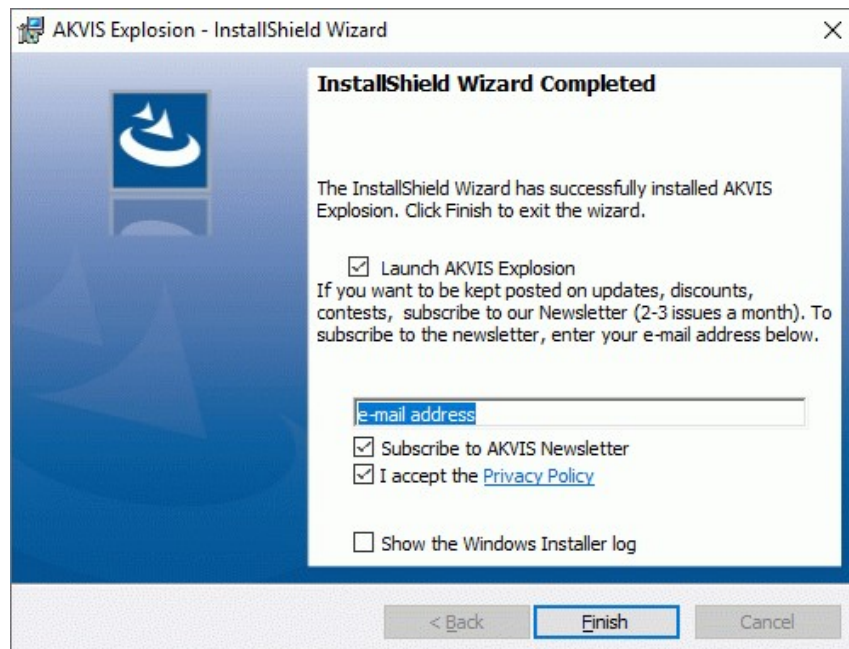 AKVIS Explosion - InstallShield Wizard
InstallShield Wizard Completed
The InstallShield Wizard has successfully installed AKVIS
Explosion. Click Finish to exit the wizard.
Launch AKVIS Explosion
If you want to be kept posted on updates, discounts,
contests, subscribe to our Newsletter (2-3 issues a month). To
subscribe to the newsletter, enter your e-mail address below.
e-mail address
Subscribe to AKVIS Newsletter
I accept the Privacy Policy
Show the Windows Installer log
< Back Finish Cancel